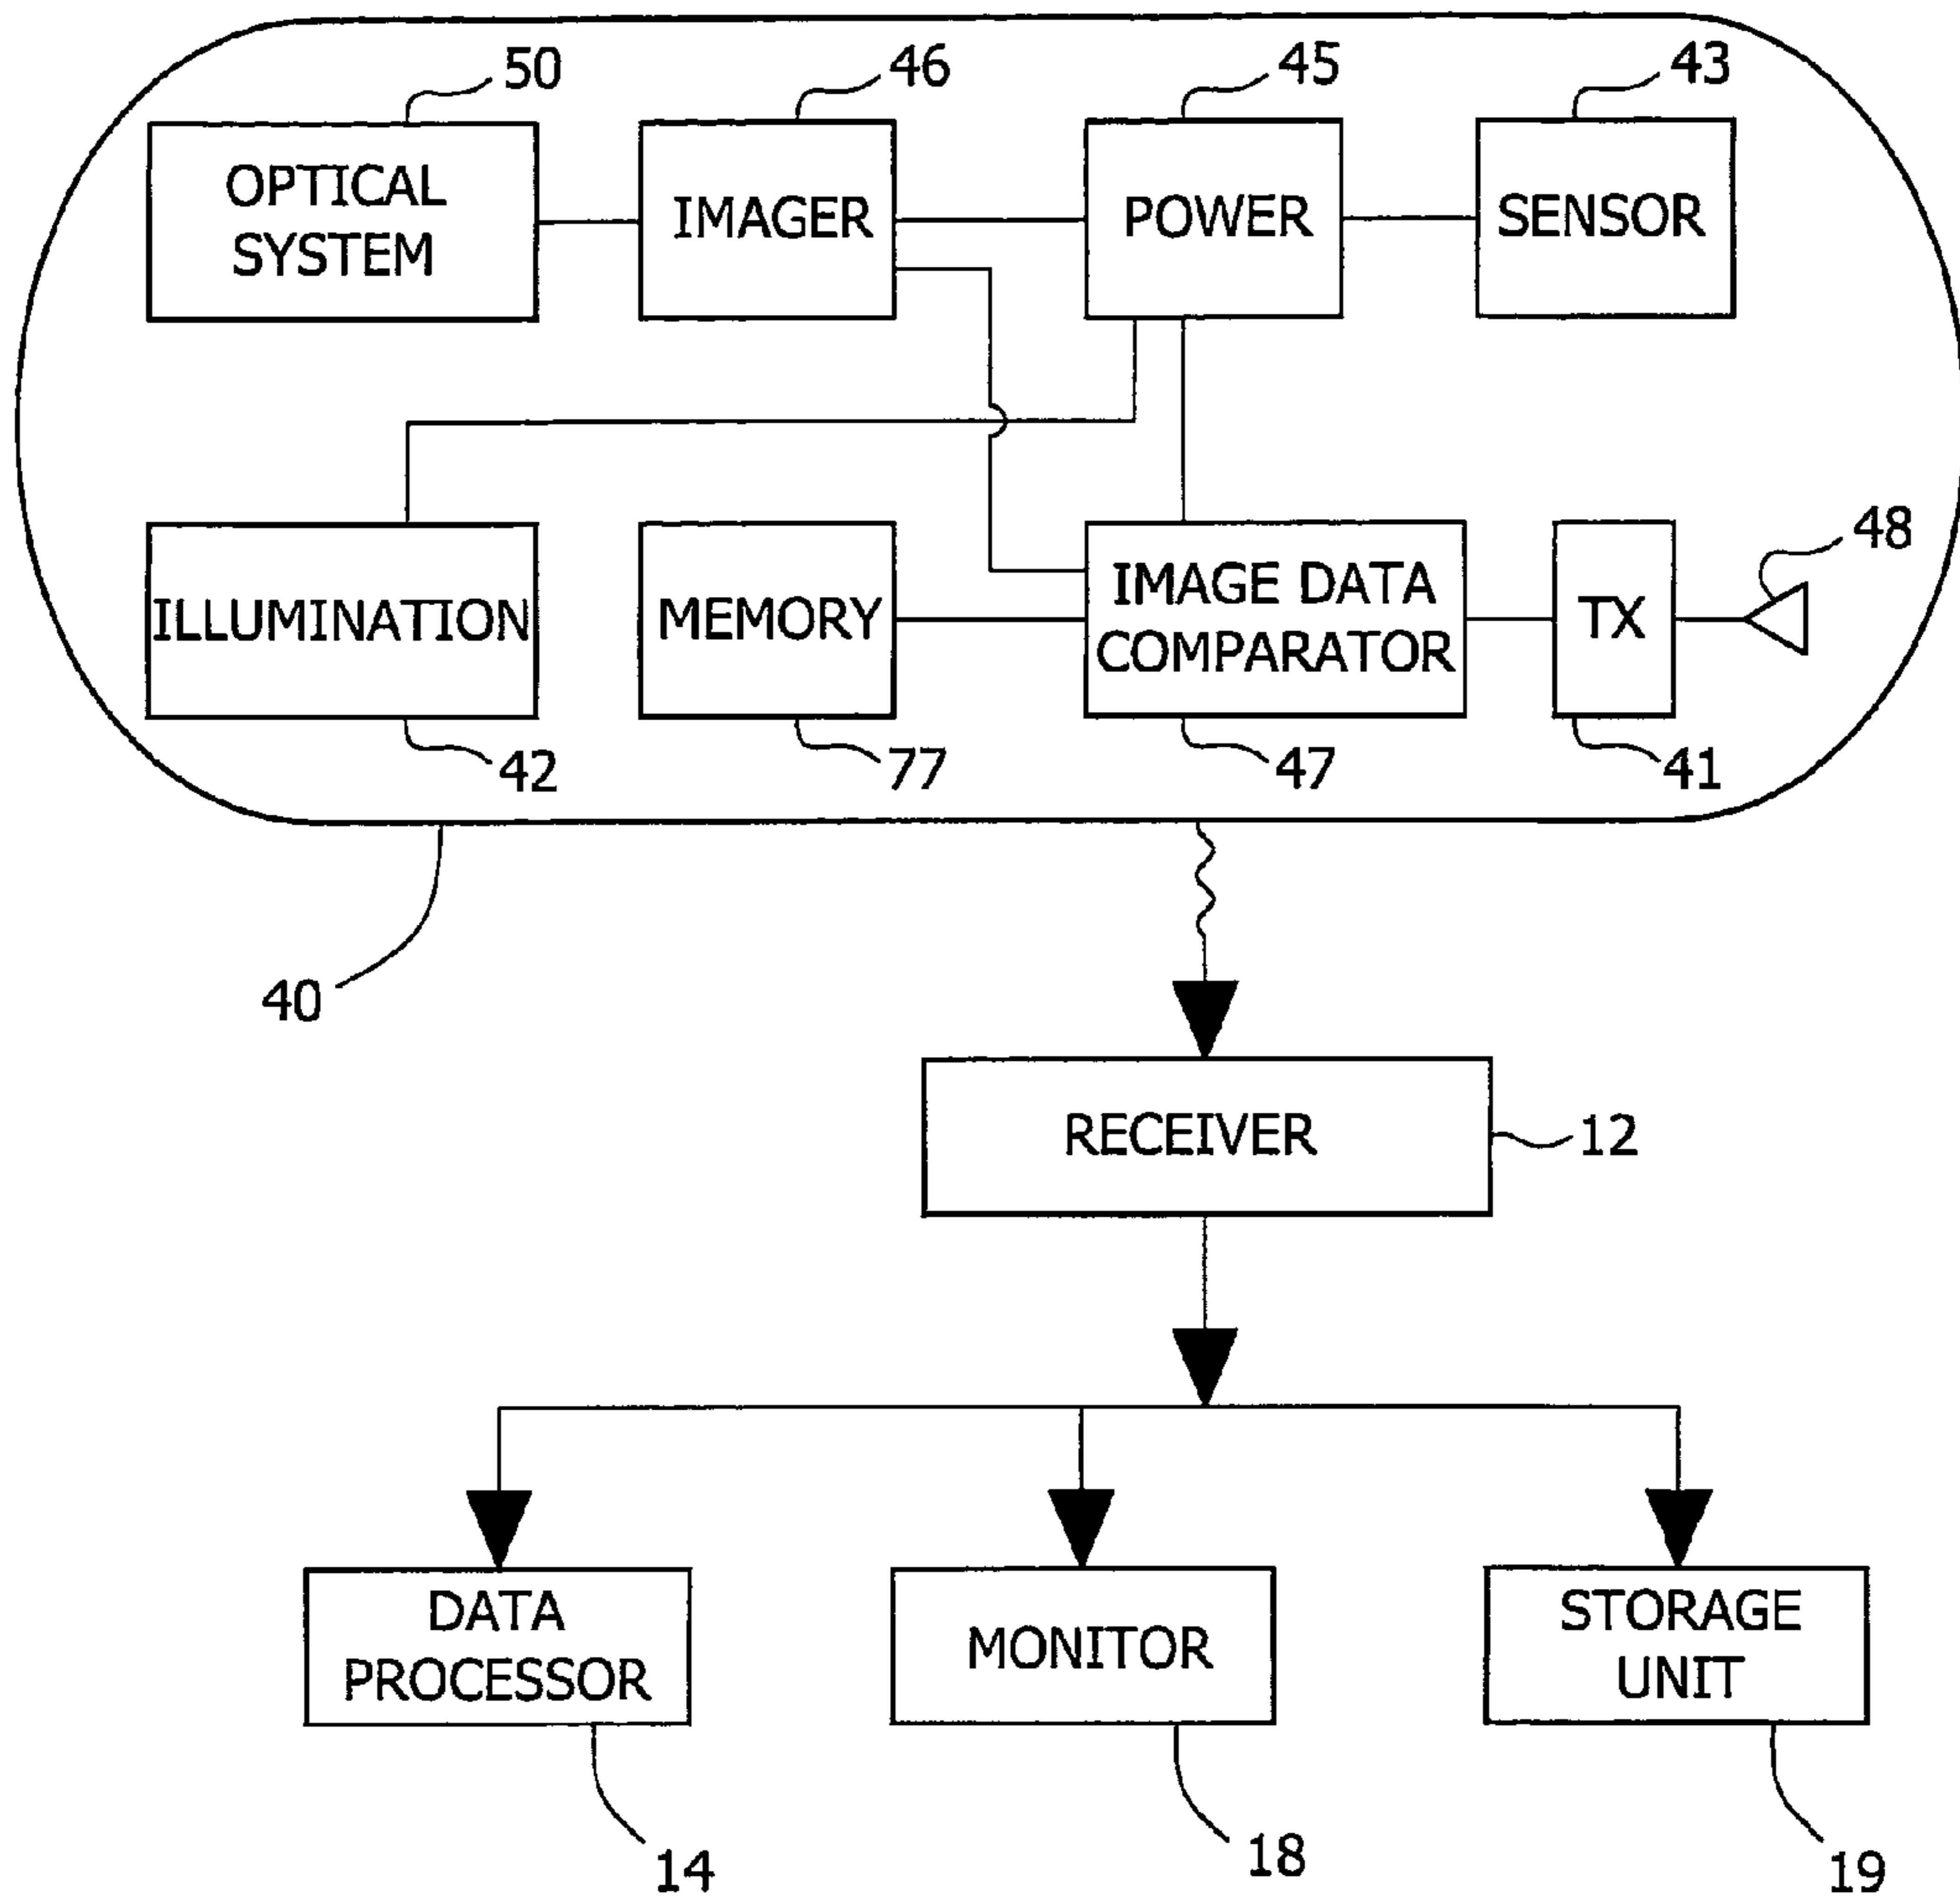 50
46
45
43
OPTICAL
SYSTEM
IMAGER
POWER
SENSOR
48
ILLUMINATION
MEMORY
IMAGE DATA
COMPARATOR
TX
42
77
47
41
40
RECEIVER
12
DATA
PROCESSOR
MONITOR
STORAGE
UNIT
14
18
19